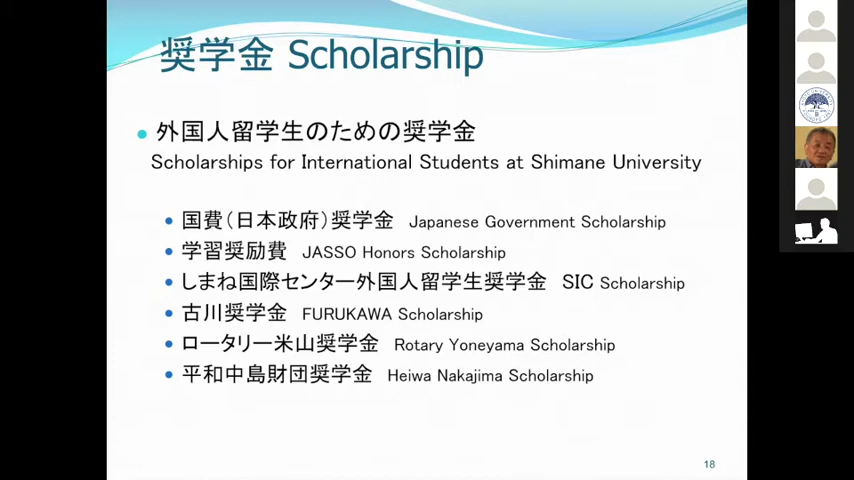 奨学金 Scholarship
外国人留学生のための奨学金
Scholarships for International Students at Shimane University
国費(日本政府)奨学金 Japanese Government Scholarship
学習奨励費 JASSO Honors Scholarship
しまね国際センター外国人留学生奨学金 SIC Scholarship
古川奨学金 FURUKAWA Scholarship
ロータリー米山奨学金 Rotary Yoneyama Scholarship
平和中島財団奨学金 Heiwa Nakajima Scholarship
18